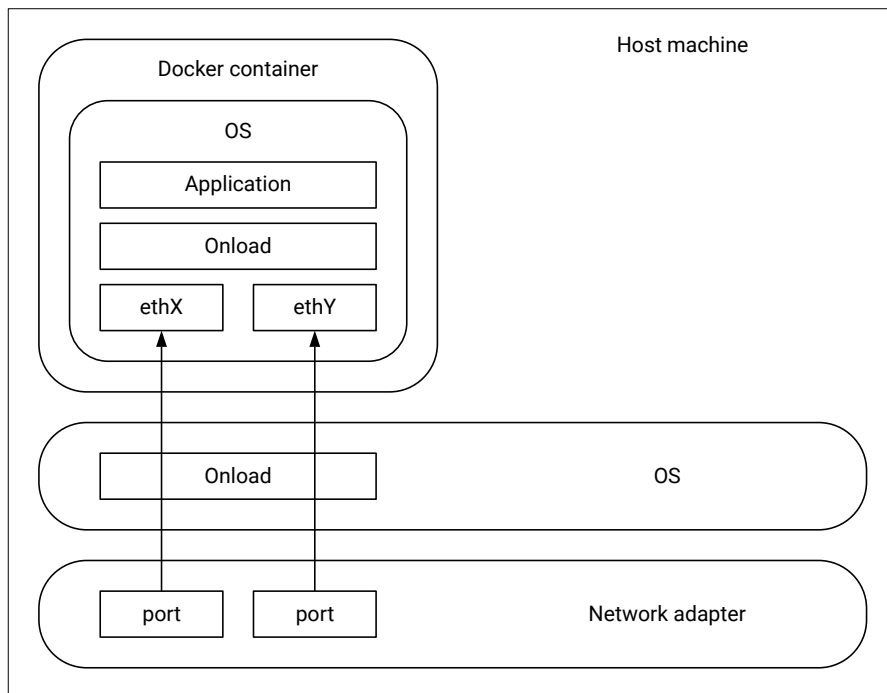 Host machine
Docker container
OS
Application
Onload
ethX
ethY
Onload
OS
port
port
Network adapter